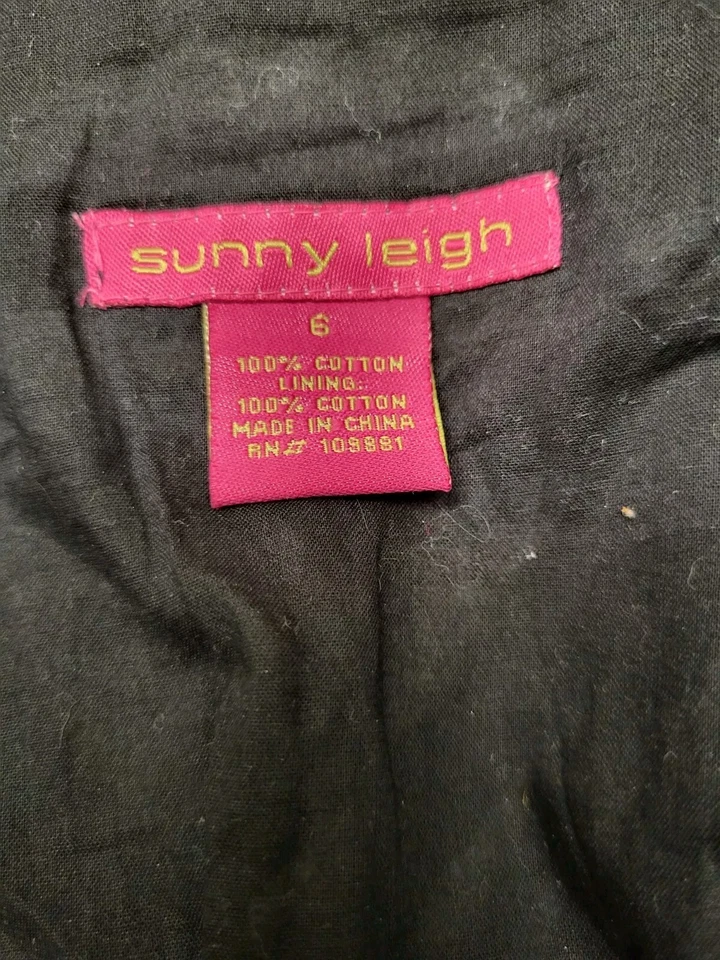 sunny leigh
6
100% COTTON
LINING:
100% COTTON
MADE IN CHINA
RN# 109881